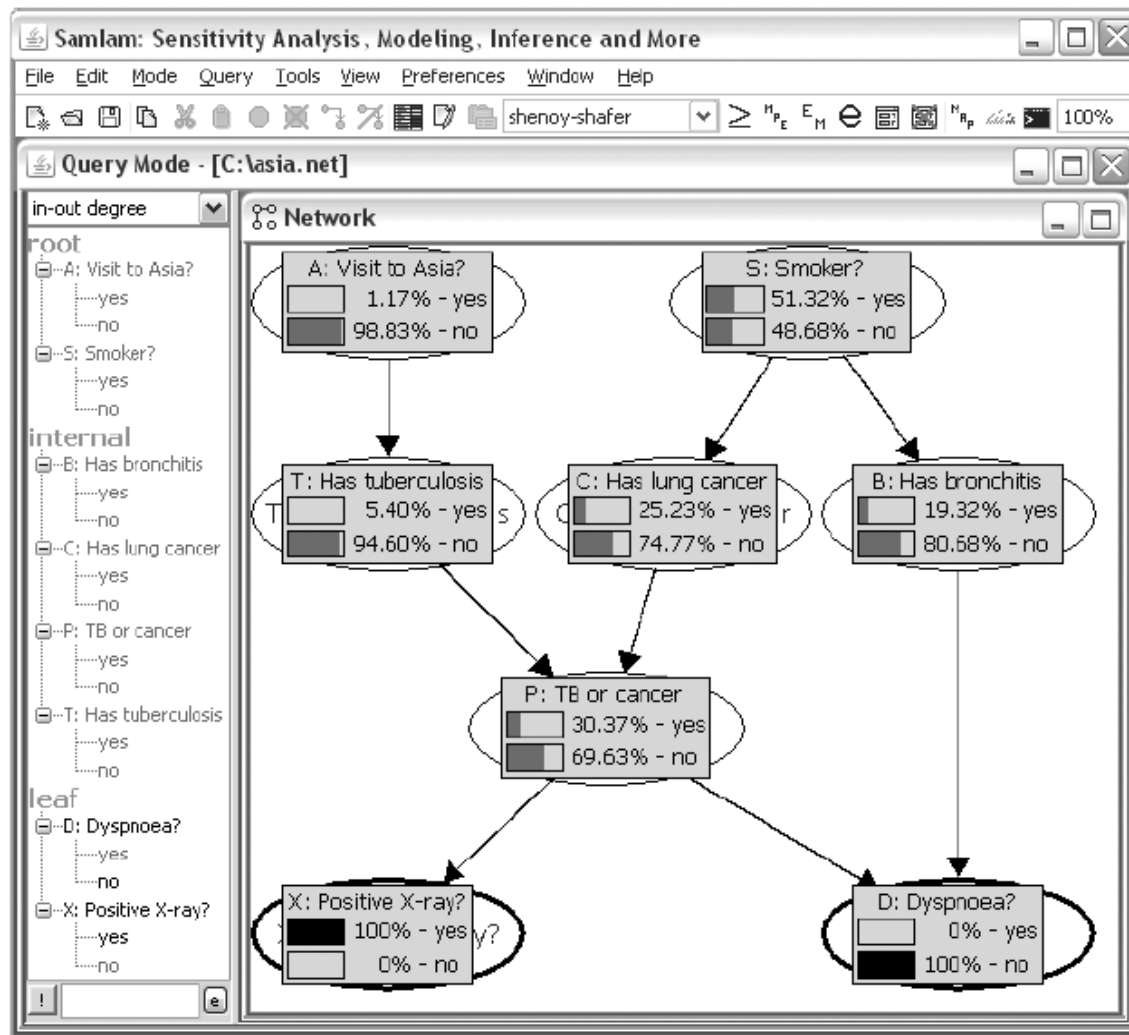 Samlam: Sensitivity Analysis, Modeling, Inference and More
File Edit Mode Query Tools View Preferences Window Help
shenoy-shafer 100%
Query Mode - [C:\asia.net]
in-out degree
root
A: Visit to Asia?
yes
no
S: Smoker?
yes
no
internal
B: Has bronchitis
yes
no
C: Has lung cancer
yes
no
P: TB or cancer
yes
no
T: Has tuberculosis
yes
no
leaf
D: Dyspnoea?
yes
no
X: Positive X-ray?
yes
no
! e
Network
A: Visit to Asia?
1.17% - yes
98.83% - no
S: Smoker?
51.32% - yes
48.68% - no
T: Has tuberculosis
5.40% - yes
94.60% - no
C: Has lung cancer
25.23% - yes
74.77% - no
B: Has bronchitis
19.32% - yes
80.68% - no
P: TB or cancer
30.37% - yes
69.63% - no
X: Positive X-ray?
100% - yes
0% - no
D: Dyspnoea?
0% - yes
100% - no